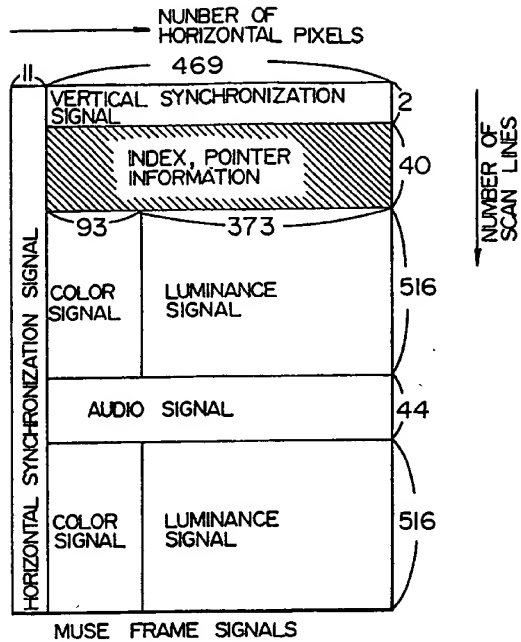 NUNBER OF
HORIZONTAL PIXELS
11
469
VERTICAL SYNCHRONIZATION
SIGNAL
2
INDEX, POINTER
INFORMATION
40
NUMBER OF
SCAN LINES
93
373
HORIZONTAL SYNCHRONIZATION SIGNAL
COLOR
SIGNAL
LUMINANCE
SIGNAL
516
AUDIO SIGNAL
44
COLOR
SIGNAL
LUMINANCE
SIGNAL
516
MUSE FRAME SIGNALS